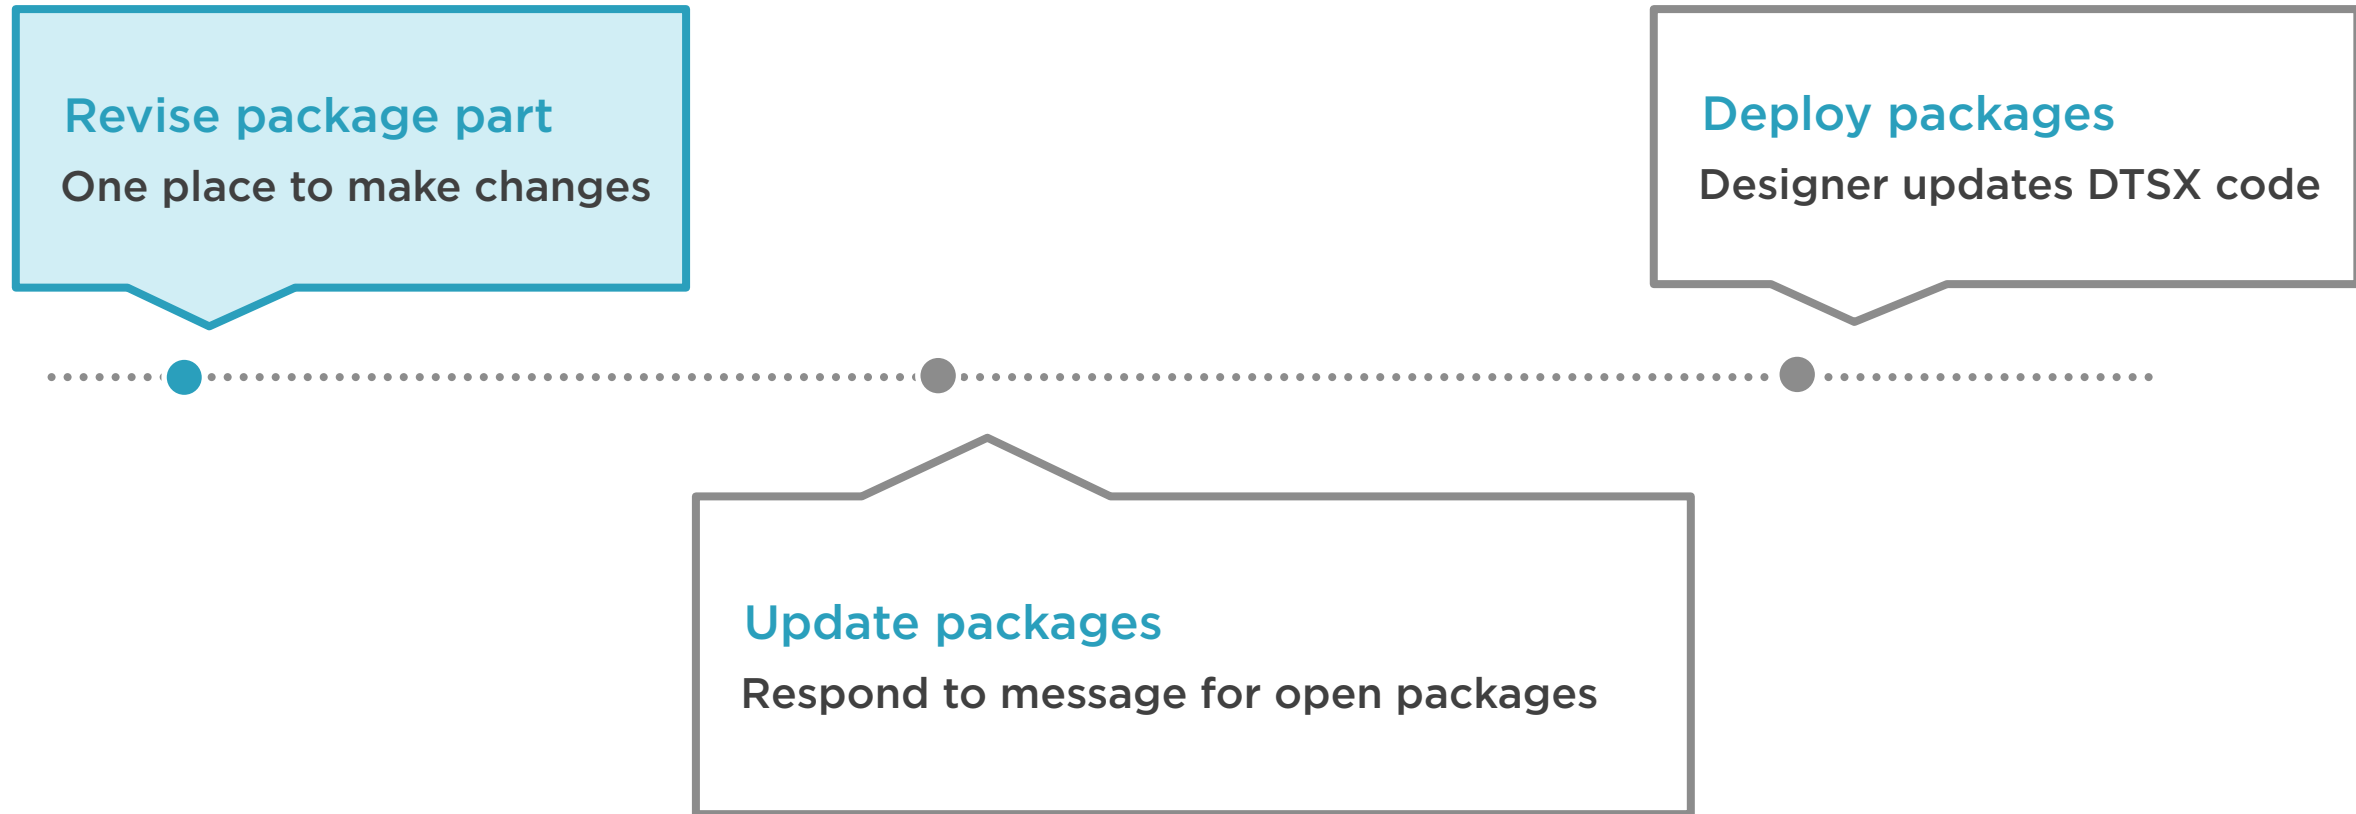 Revise package part
One place to make changes
Update packages
Respond to message for open packages
Deploy packages
Designer updates DTSX code